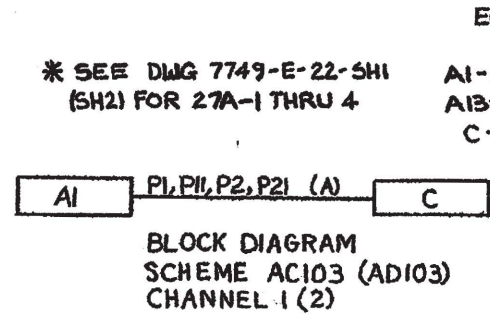 E
* SEE DWG 7749-E-22-SH1
(SH2) FOR 27A-1 THRU 4
A1-
A13-
C-
A1
P1, P11, P2, P21 (A)
C
BLOCK DIAGRAM
SCHEME AC103 (AD103)
CHANNEL 1 (2)